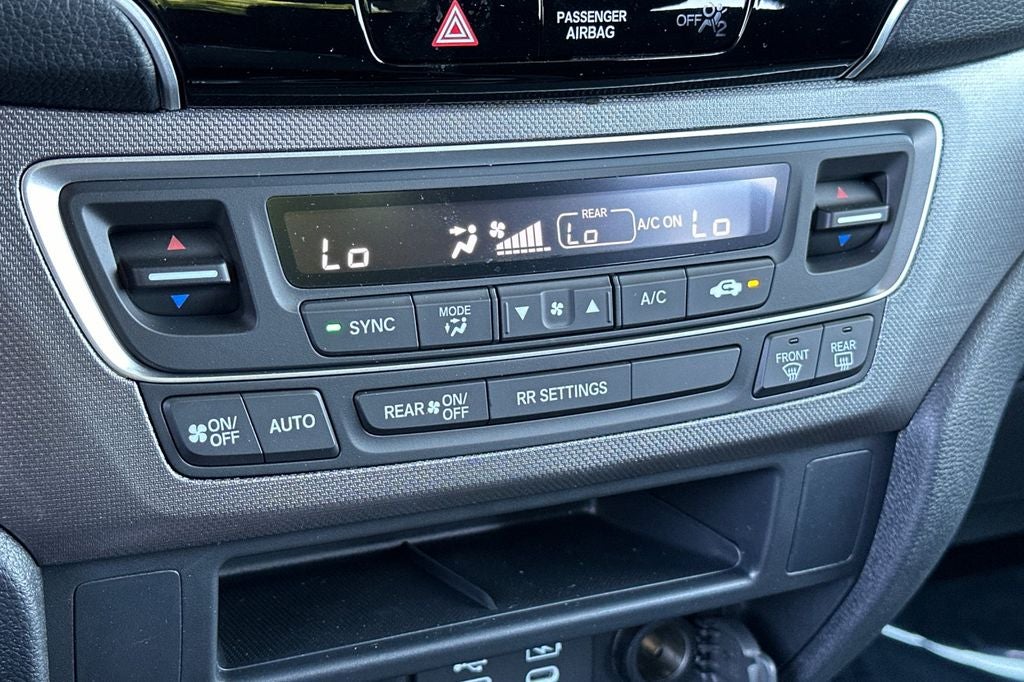 PASSENGER
AIRBAG
OFF
2
Lo
REAR
Lo
A/C ON
Lo
SYNC
MODE
A/C
ON/
OFF
AUTO
REAR ON/
OFF
RR SETTINGS
FRONT
REAR